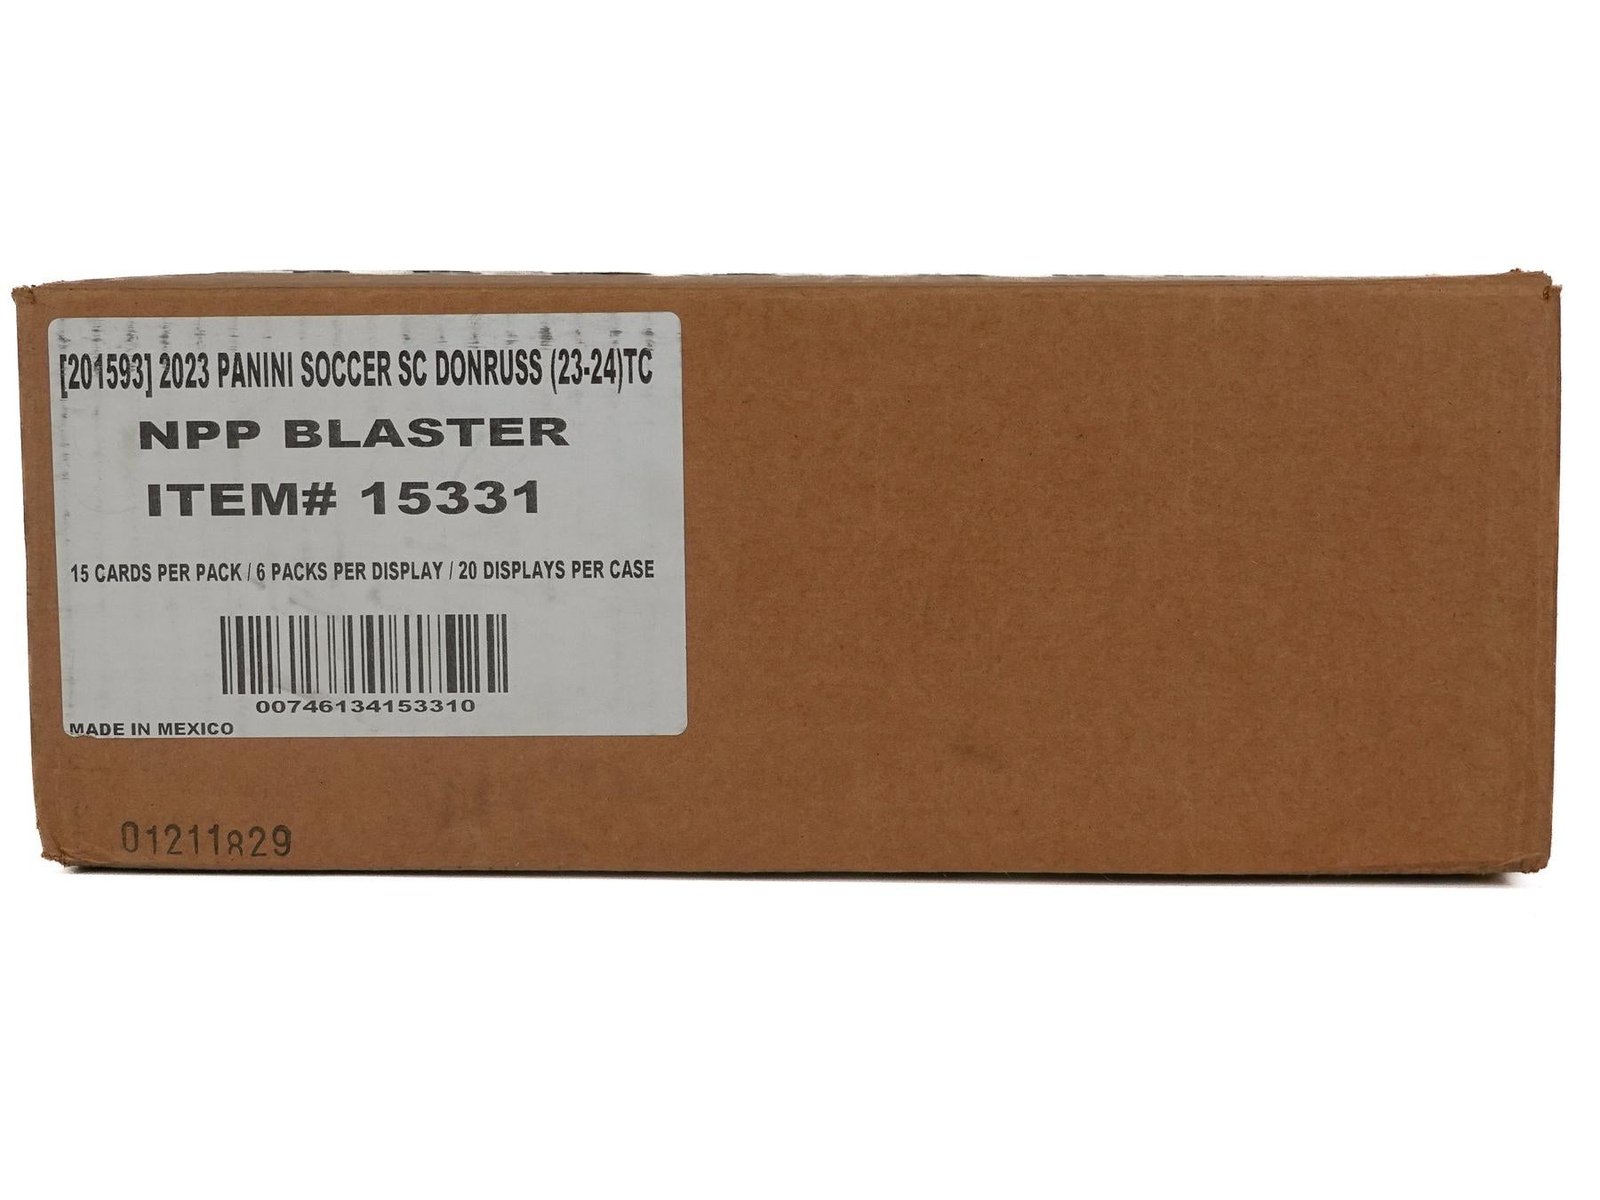 [201593] 2023 PANINI SOCCER SC DONRUSS (23-24)TC
NPP BLASTER
ITEM# 15331
15 CARDS PER PACK / 6 PACKS PER DISPLAY / 20 DISPLAYS PER CASE
00746134153310
MADE IN MEXICO
01211829